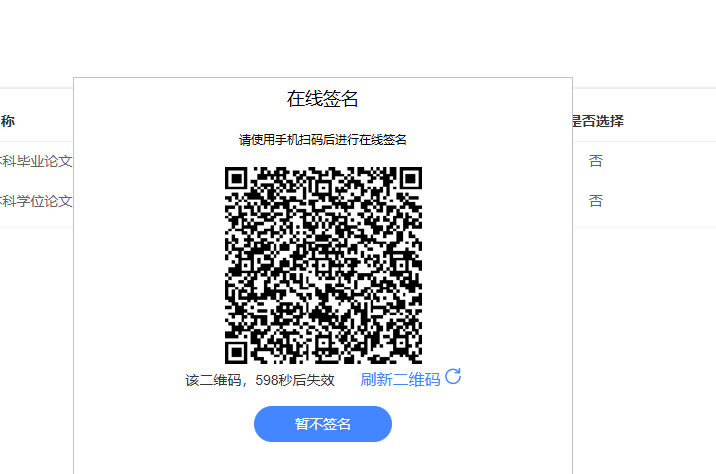 在线签名
请使用手机扫码后进行在线签名
称
是否选择
本科毕业论文
否
本科学位论文
否
该二维码，598秒后失效 刷新二维码
暂不签名